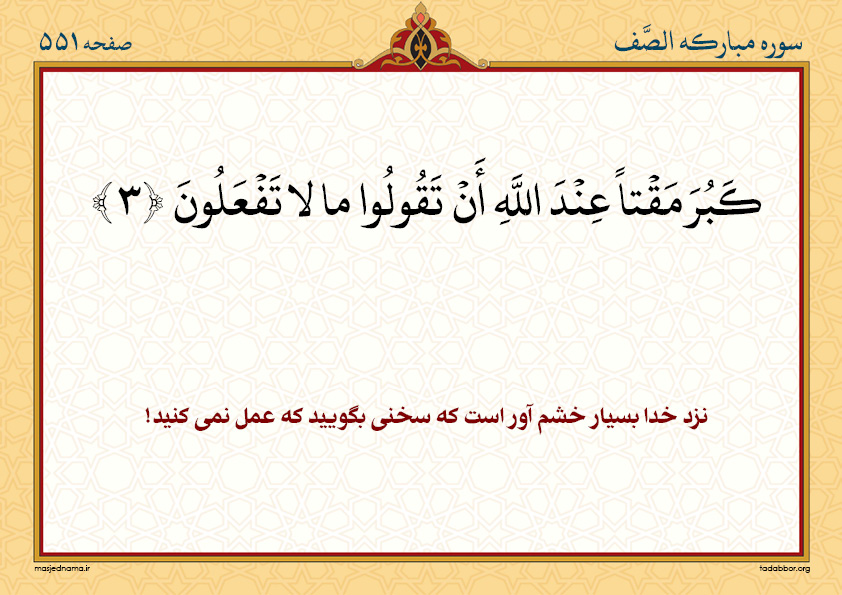 سوره مبارکه الصَّف
صفحه ۵۵۱
کَبُرَ مَقْتاً عِنْدَ اللَّهِ أَنْ تَقُولُوا ما لا تَفْعَلُونَ ﴿۳﴾
نزد خدا بسیار خشم آور است که سخنی بگویید که عمل نمی کنید!
masjednama.ir
tadabbor.org